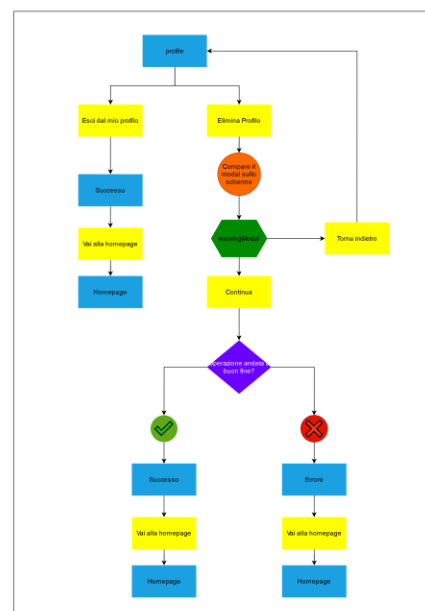 profile
Esci dal mio profilo
Elimina Profilo
Compare il
modal sullo
schermo
Successo
warningModal
Torna indietro
Vai alla homepage
Homepage
Continua
Operazione andata a
buon fine?
Successo
Errore
Vai alla homepage
Vai alla homepage
Homepage
Homepage